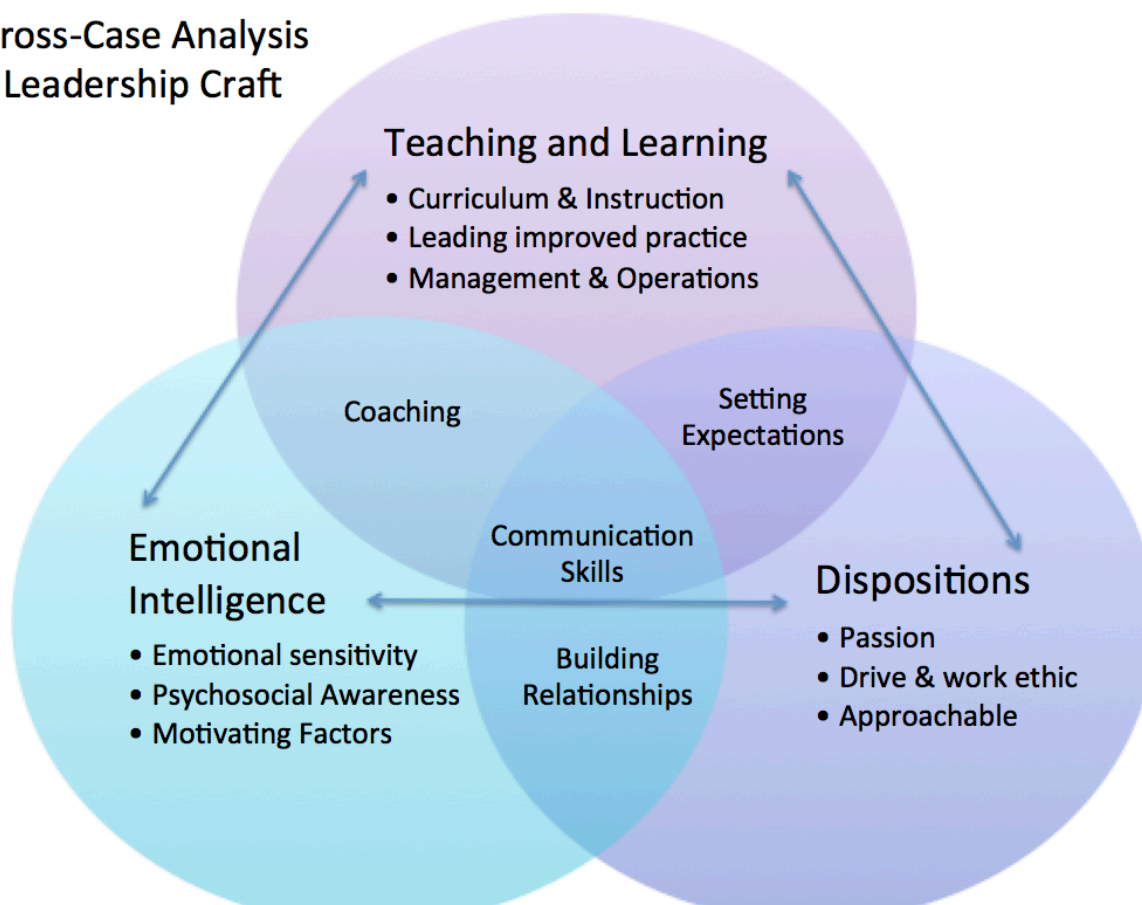 ross-Case Analysis
Leadership Craft
Teaching and Learning
• Curriculum & Instruction
• Leading improved practice
• Management & Operations
Coaching
Setting
Expectations
Communication
Skills
Emotional
Intelligence
• Emotional sensitivity
• Psychosocial Awareness
• Motivating Factors
Building
Relationships
Dispositions
• Passion
• Drive & work ethic
• Approachable